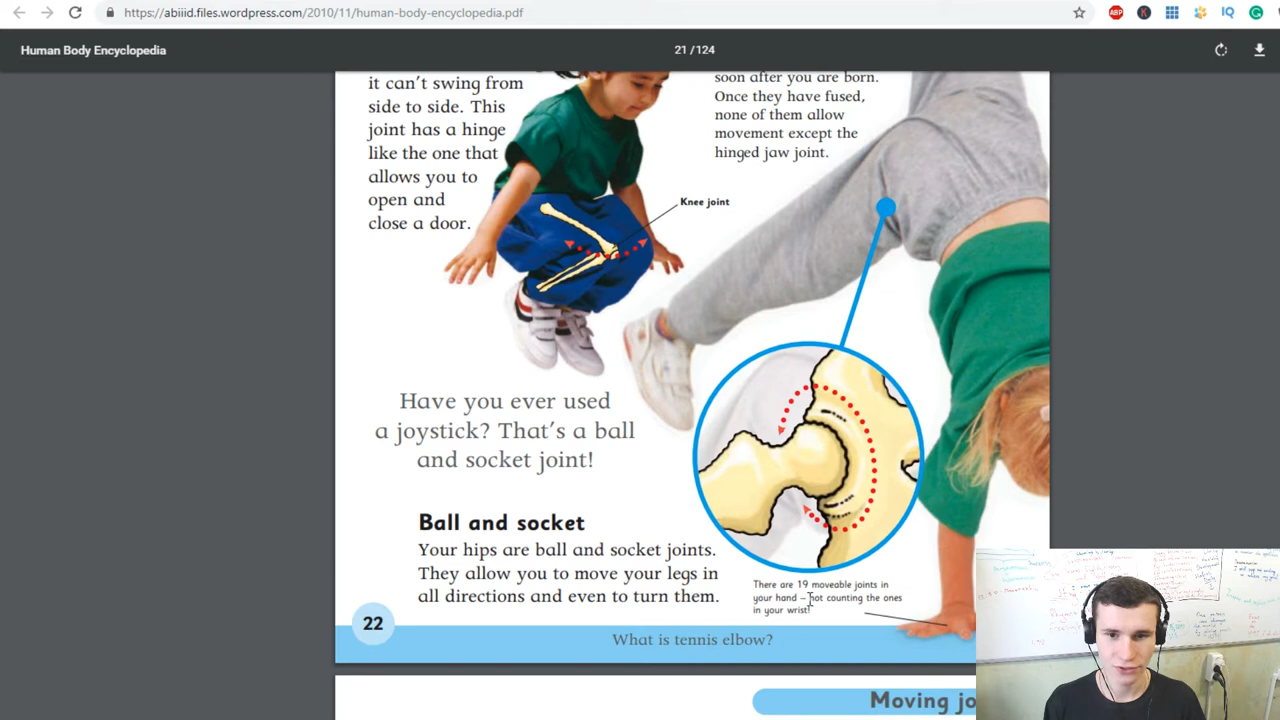 https://abiiid.files.wordpress.com/2010/11/human-body-encyclopedia.pdf
ABP
K
IQ
G
Human Body Encyclopedia
21 / 124
it can't swing from
side to side. This
joint has a hinge
like the one that
allows you to
open and
close a door.
soon after you are born.
Once they have fused,
none of them allow
movement except the
hinged jaw joint.
Knee joint
Have you ever used
a joystick? That's a ball
and socket joint!
Ball and socket
Your hips are ball and socket joints.
They allow you to move your legs in
all directions and even to turn them.
There are 19 moveable joints in
your hand – not counting the ones
in your wrist!
22
What is tennis elbow?
Moving jo